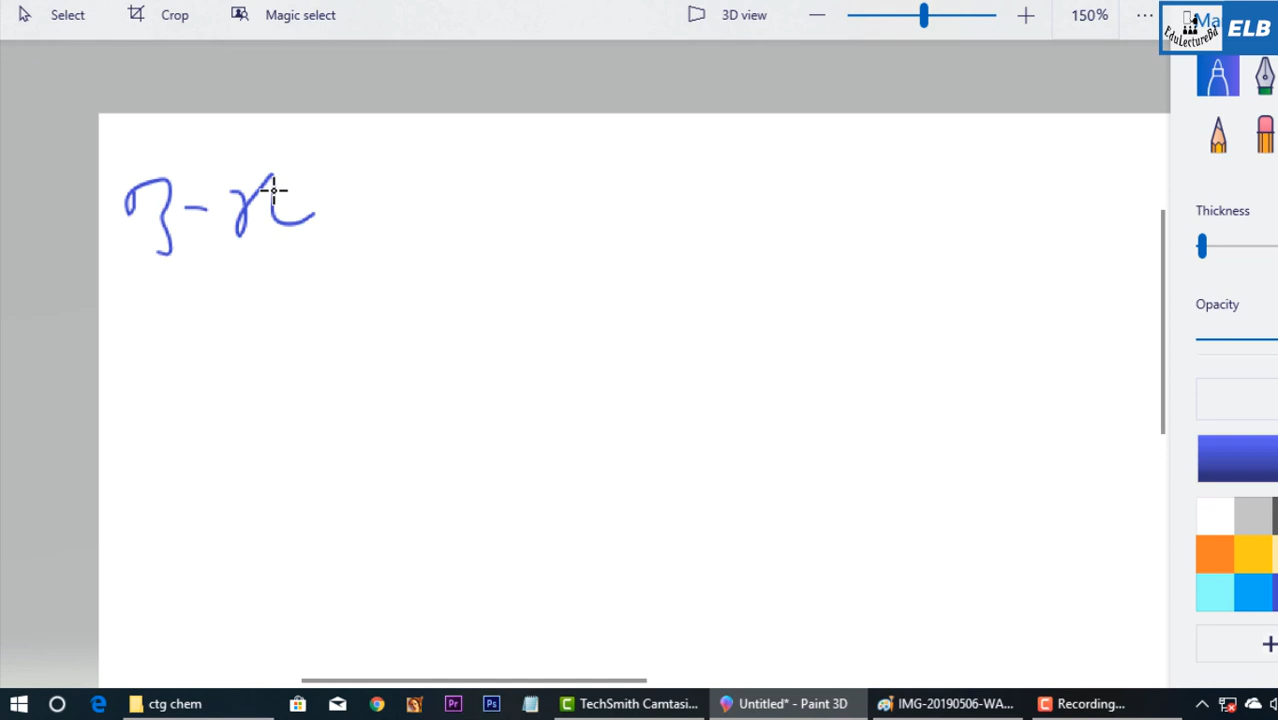 Select Crop Magic select 3D view 150%
EduLectureBd ELB
Thickness
Opacity
ctg chem TechSmith Camtasi... Untitled* - Paint 3D IMG-20190506-WA... Recording...